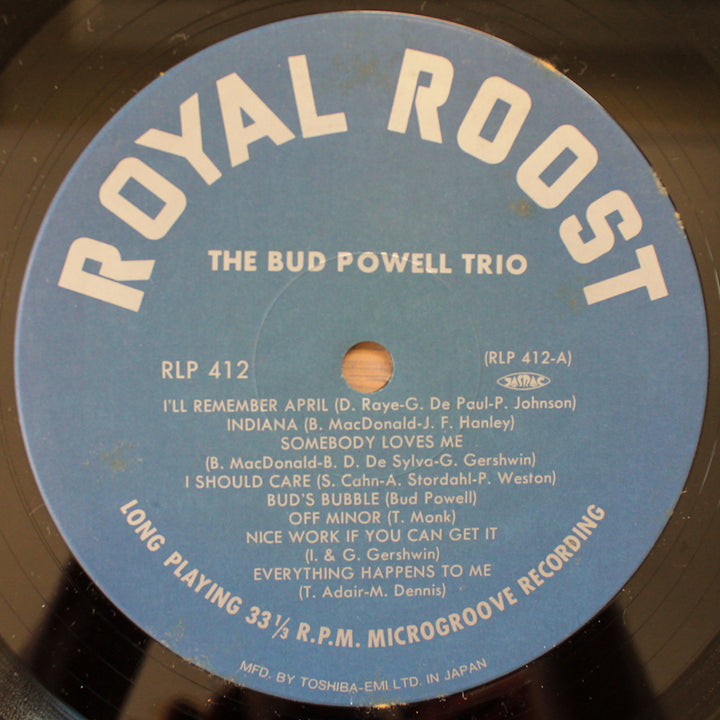 ROYAL ROOST
THE BUD POWELL TRIO
RLP 412
(RLP 412-A)
JASRAC
I'LL REMEMBER APRIL (D. Raye-G. De Paul-P. Johnson)
INDIANA (B. MacDonald-J. F. Hanley)
SOMEBODY LOVES ME
(B. MacDonald-B. D. De Sylva-G. Gershwin)
I SHOULD CARE (S. Cahn-A. Stordahl-P. Weston)
BUD'S BUBBLE (Bud Powell)
OFF MINOR (T. Monk)
NICE WORK IF YOU CAN GET IT
(I. & G. Gershwin)
EVERYTHING HAPPENS TO ME
(T. Adair-M. Dennis)
LONG PLAYING 33 1/3 R.P.M. MICROGROOVE RECORDING
MFD. BY TOSHIBA-EMI LTD. IN JAPAN